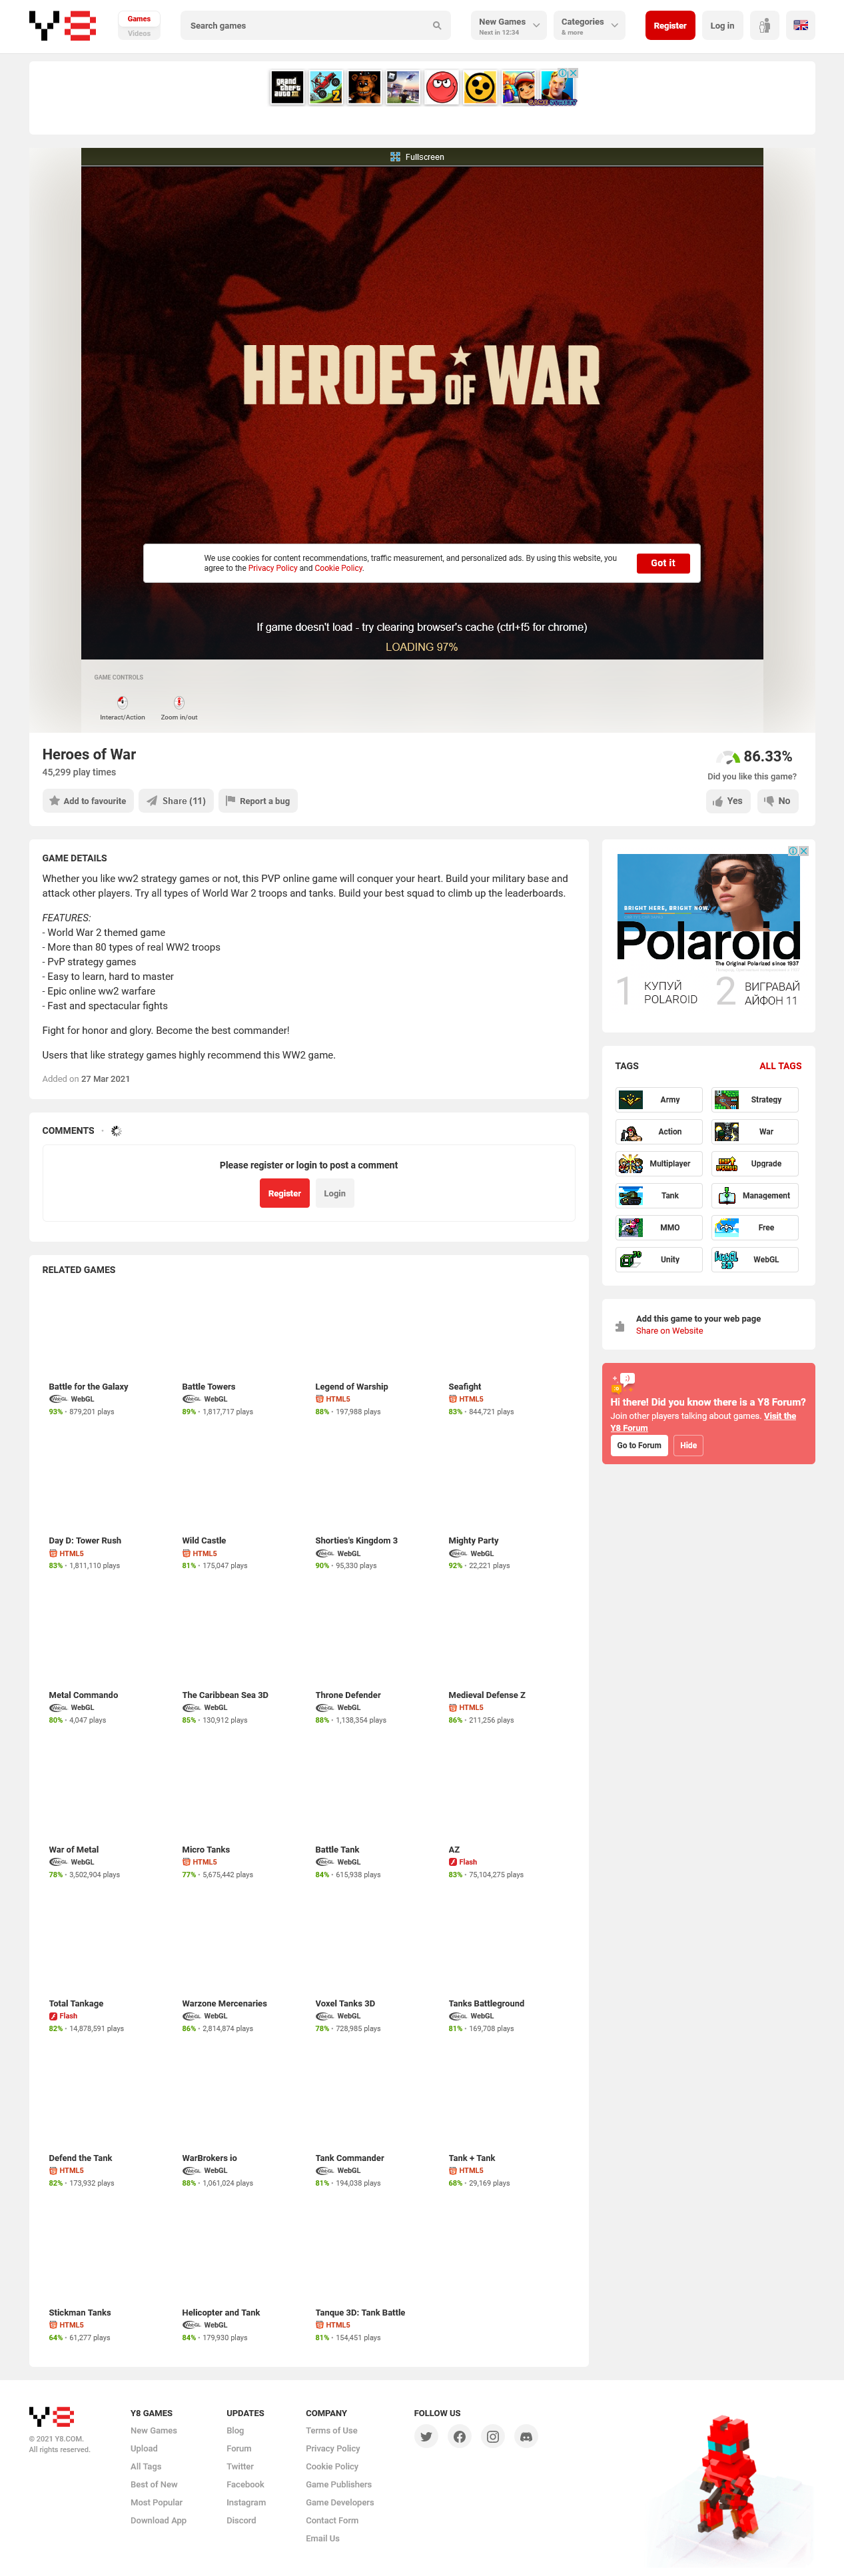 Y8
Games
Videos
Search games
New Games
Next in 12:34
Categories
& more
Register
Log in
grand theft auto
2
GAME STREET
Fullscreen
HEROES OF WAR
We use cookies for content recommendations, traffic measurement, and personalized ads. By using this website, you
agree to the Privacy Policy and Cookie Policy.
Got it
If game doesn't load - try clearing browser's cache (ctrl+f5 for chrome)
LOADING 97%
GAME CONTROLS
Interact/Action
Zoom in/out
Heroes of War
45,299 play times
Add to favourite
Share (11)
Report a bug
86.33%
Did you like this game?
Yes
No
GAME DETAILS
Whether you like ww2 strategy games or not, this PVP online game will conquer your heart. Build your military base and
attack other players. Try all types of World War 2 troops and tanks. Build your best squad to climb up the leaderboards.
FEATURES:
- World War 2 themed game
- More than 80 types of real WW2 troops
- PvP strategy games
- Easy to learn, hard to master
- Epic online ww2 warfare
- Fast and spectacular fights
Fight for honor and glory. Become the best commander!
Users that like strategy games highly recommend this WW2 game.
Added on 27 Mar 2021
COMMENTS -
Please register or login to post a comment
Register
Login
BRIGHT HERE, BRIGHT NOW.
Polaroid
The Original Polarized since 1937
1 КУПУЙ POLAROID
2 ВИГРАВАЙ АЙФОН 11
TAGS
ALL TAGS
Army
Strategy
Action
War
Multiplayer
Upgrade
Tank
Management
MMO
Free
Unity
WebGL
Add this game to your web page
Share on Website
Hi there! Did you know there is a Y8 Forum?
Join other players talking about games. Visit the
Y8 Forum
Go to Forum
Hide
RELATED GAMES
Battle for the Galaxy
WebGL
93% • 879,201 plays
Battle Towers
WebGL
89% • 1,817,717 plays
Legend of Warship
HTML5
88% • 197,988 plays
Seafight
HTML5
83% • 844,721 plays
Day D: Tower Rush
HTML5
83% • 1,811,110 plays
Wild Castle
HTML5
81% • 175,047 plays
Shorties's Kingdom 3
WebGL
90% • 95,330 plays
Mighty Party
WebGL
92% • 22,221 plays
Metal Commando
WebGL
80% • 4,047 plays
The Caribbean Sea 3D
WebGL
85% • 130,912 plays
Throne Defender
WebGL
88% • 1,138,354 plays
Medieval Defense Z
HTML5
86% • 211,256 plays
War of Metal
WebGL
78% • 3,502,904 plays
Micro Tanks
HTML5
77% • 5,675,442 plays
Battle Tank
WebGL
84% • 615,938 plays
AZ
Flash
83% • 75,104,275 plays
Total Tankage
Flash
82% • 14,878,591 plays
Warzone Mercenaries
WebGL
86% • 2,814,874 plays
Voxel Tanks 3D
WebGL
78% • 728,985 plays
Tanks Battleground
WebGL
81% • 169,708 plays
Defend the Tank
HTML5
82% • 173,932 plays
WarBrokers io
WebGL
88% • 1,061,024 plays
Tank Commander
WebGL
81% • 194,038 plays
Tank + Tank
HTML5
68% • 29,169 plays
Stickman Tanks
HTML5
64% • 61,277 plays
Helicopter and Tank
WebGL
84% • 179,930 plays
Tanque 3D: Tank Battle
HTML5
81% • 154,451 plays
Y8
© 2021 Y8.COM.
All rights reserved.
Y8 GAMES
New Games
Upload
All Tags
Best of New
Most Popular
Download App
UPDATES
Blog
Forum
Twitter
Facebook
Instagram
Discord
COMPANY
Terms of Use
Privacy Policy
Cookie Policy
Game Publishers
Game Developers
Contact Form
Email Us
FOLLOW US